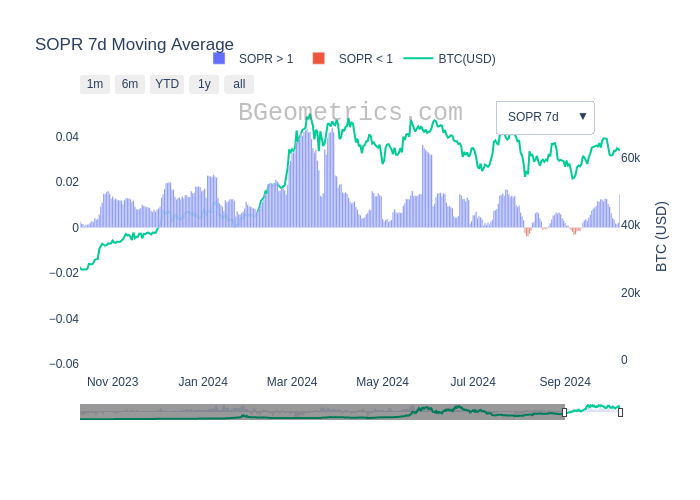 SOPR 7d Moving Average
SOPR > 1
SOPR < 1
BTC(USD)
1m
6m
YTD
1y
all
BGeometrics.com
SOPR 7d
▼
0.04
0.02
0
−0.02
−0.04
−0.06
60k
40k
20k
0
BTC (USD)
Nov 2023
Jan 2024
Mar 2024
May 2024
Jul 2024
Sep 2024